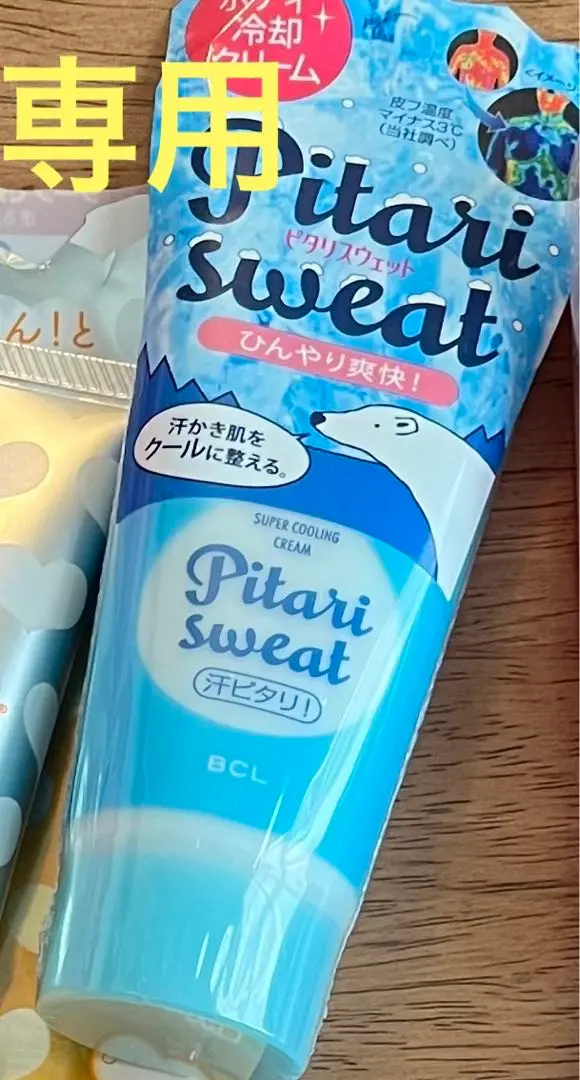 ボディ
冷却
クリーム
専用
<イメージ
皮フ温度
マイナス3℃
(当社調べ)
Pitari
ピタリスウェット
sweat
ひんやり爽快!
ん!と
汗かき肌を
クールに整える。
SUPER COOLING
CREAM
Pitari
sweat
汗ピタリ!
BCL